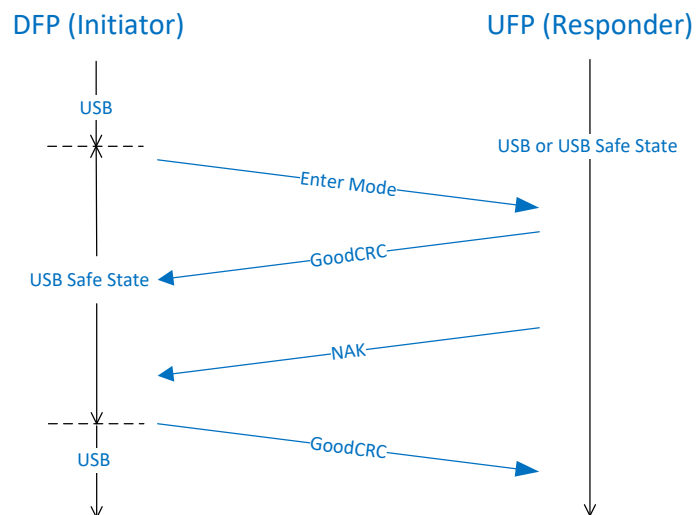 DFP (Initiator)
UFP (Responder)
USB
USB or USB Safe State
Enter Mode
GoodCRC
USB Safe State
NAK
GoodCRC
USB